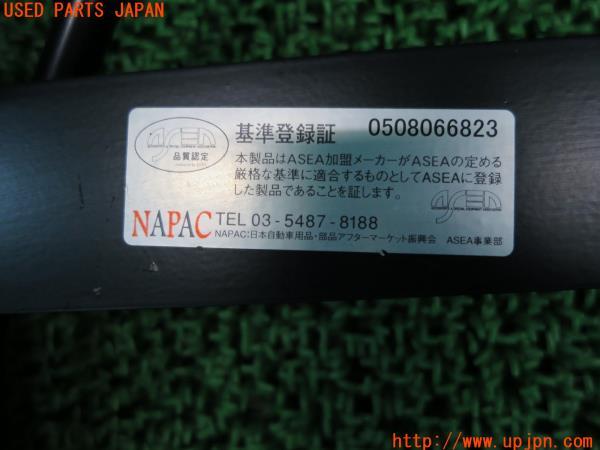 USED PARTS JAPAN
ASEA
品質認定
基準登録証 0508066823
本製品はASEA加盟メーカーがASEAの定める
厳格な基準に適合するものとしてASEAに登録
した製品であることを証します。
ASEA
NAPAC TEL 03-5487-8188
NAPAC:日本自動車用品・部品アフターマーケット振興会 ASEA事業部
http://www.upjpn.com/